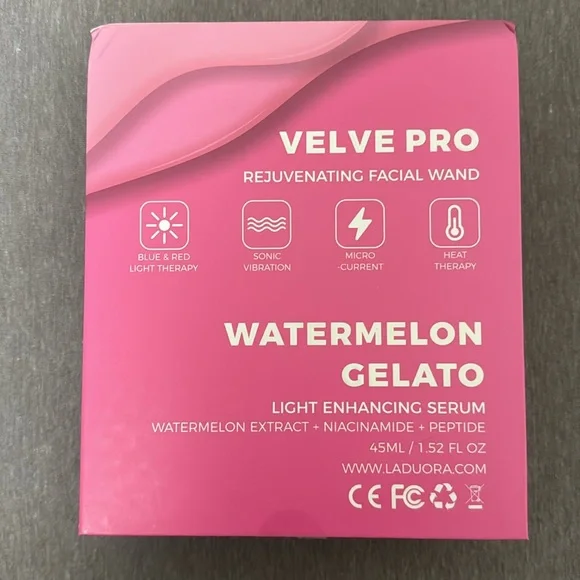 VELVE PRO
REJUVENATING FACIAL WAND
BLUE & RED
LIGHT THERAPY
SONIC
VIBRATION
MICRO
-CURRENT
HEAT
THERAPY
WATERMELON
GELATO
LIGHT ENHANCING SERUM
WATERMELON EXTRACT + NIACINAMIDE + PEPTIDE
45ML / 1.52 FL OZ
WWW.LADUORA.COM
CE FC